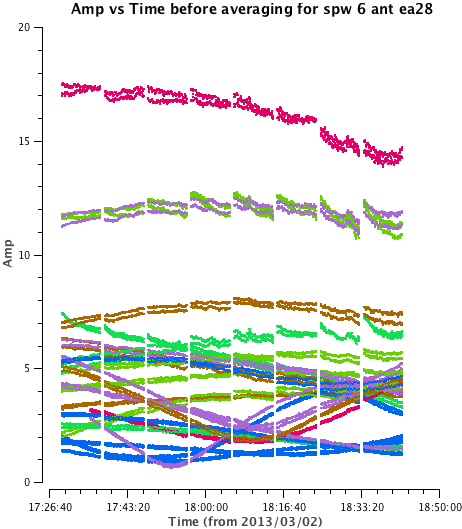 Amp vs Time before averaging for spw 6 ant ea28
20
15
10
5
0
Amp
17:26:40 17:43:20 18:00:00 18:16:40 18:33:20 18:50:00
Time (from 2013/03/02)